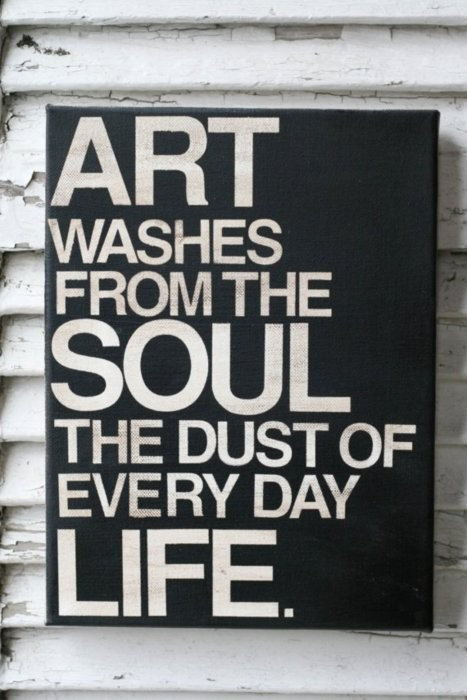 ART
WASHES
FROM THE
SOUL
THE DUST OF
EVERY DAY
LIFE.